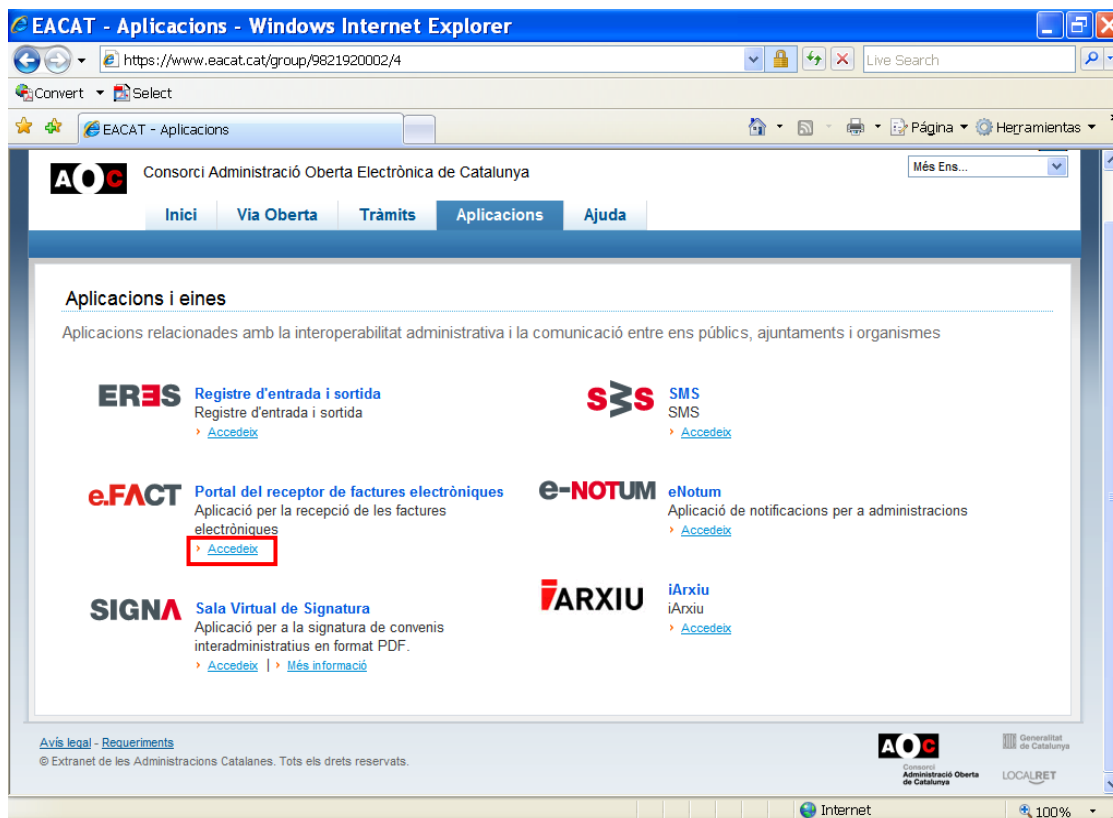 EACAT - Aplicacions - Windows Internet Explorer
https://www.eacat.cat/group/9821920002/4
Live Search
Convert
Select
EACAT - Aplicacions
Página
Herramientas
AOC
Consorci Administració Oberta Electrònica de Catalunya
Més Ens...
Inici
Via Oberta
Tràmits
Aplicacions
Ajuda
Aplicacions i eines
Aplicacions relacionades amb la interoperabilitat administrativa i la comunicació entre ens públics, ajuntaments i organismes
ERES
Registre d'entrada i sortida
Registre d'entrada i sortida
Accedeix
SMS
SMS
SMS
Accedeix
e.FACT
Portal del receptor de factures electròniques
Aplicació per la recepció de les factures
electròniques
Accedeix
e-NOTUM
eNotum
Aplicació de notificacions per a administracions
Accedeix
SIGNA
Sala Virtual de Signatura
Aplicació per a la signatura de convenis
interadministratius en format PDF.
Accedeix | Més informació
iARXIU
iArxiu
iArxiu
Accedeix
Avís legal - Requeriments
© Extranet de les Administracions Catalanes. Tots els drets reservats.
AOC
Consorci
Administració Oberta
de Catalunya
Generalitat
de Catalunya
LOCALRET
Internet
100%